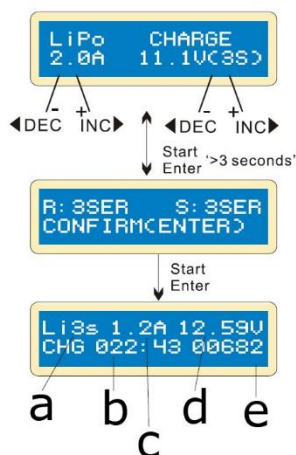 LiPo CHARGE
2.0A 11.1V(3S)
- + - +
◀DEC INC▶ ◀DEC INC▶
Start
Enter '>3 seconds'
R:3SER S:3SER
CONFIRM(ENTER)
Start
Enter
Li3s 1.2A 12.59V
CHG 022:43 00682
a b c d e